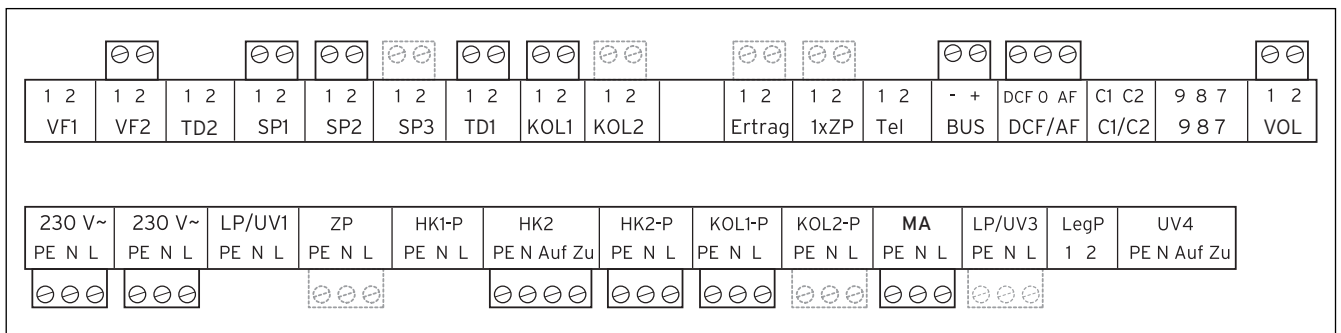 1 2 1 2 1 2 1 2 1 2 1 2 1 2 1 2 1 2 1 2 1 2 1 2 - + DCF O AF C1 C2 9 8 7 1 2
VF1 VF2 TD2 SP1 SP2 SP3 TD1 KOL1 KOL2 Ertrag 1xZP Tel BUS DCF/AF C1/C2 9 8 7 VOL
230 V~ 230 V~ LP/UV1 ZP HK1-P HK2 HK2-P KOL1-P KOL2-P MA LP/UV3 LegP UV4
PE N L PE N L PE N L PE N L PE N L PE N Auf Zu PE N L PE N L PE N L PE N L PE N L 1 2 PE N Auf Zu